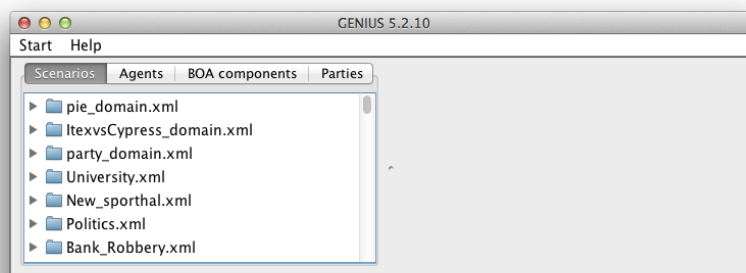 GENIUS 5.2.10
Start Help
Scenarios Agents BOA components Parties
pie_domain.xml
ItexvsCypress_domain.xml
party_domain.xml
University.xml
New_sporthal.xml
Politics.xml
Bank_Robbery.xml